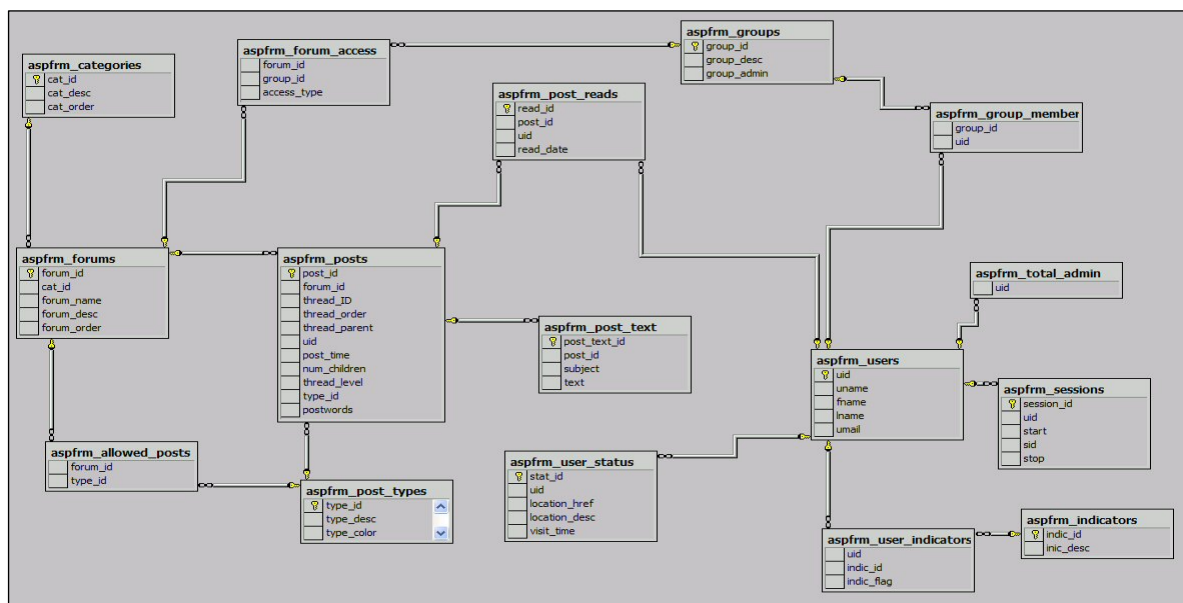 aspfrm_categories
cat_id
cat_desc
cat_order
aspfrm_forum_access
forum_id
group_id
access_type
aspfrm_groups
group_id
group_desc
group_admin
aspfrm_post_reads
read_id
post_id
uid
read_date
aspfrm_group_member
group_id
uid
aspfrm_forums
forum_id
cat_id
forum_name
forum_desc
forum_order
aspfrm_posts
post_id
forum_id
thread_ID
thread_order
thread_parent
uid
post_time
num_children
thread_level
type_id
postwords
aspfrm_post_text
post_text_id
post_id
subject
text
aspfrm_total_admin
uid
aspfrm_users
uid
uname
fname
lname
umail
aspfrm_sessions
session_id
uid
start
sid
stop
aspfrm_allowed_posts
forum_id
type_id
aspfrm_post_types
type_id
type_desc
type_color
aspfrm_user_status
stat_id
uid
location_href
location_desc
visit_time
aspfrm_user_indicators
uid
indic_id
indic_flag
aspfrm_indicators
indic_id
inic_desc